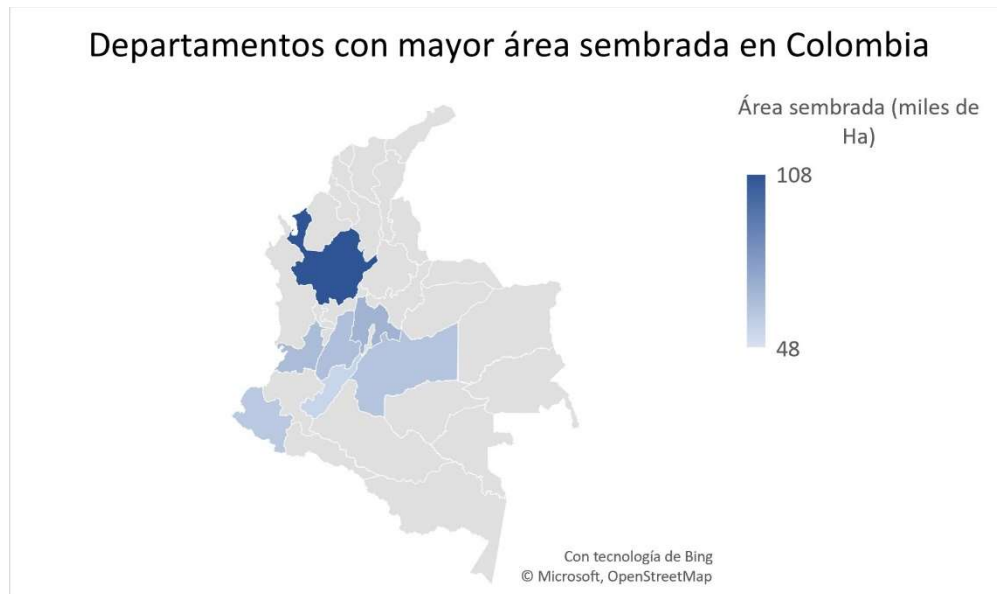 Departamentos con mayor área sembrada en Colombia
Área sembrada (miles de
Ha)
108
48
Con tecnología de Bing
© Microsoft, OpenStreetMap